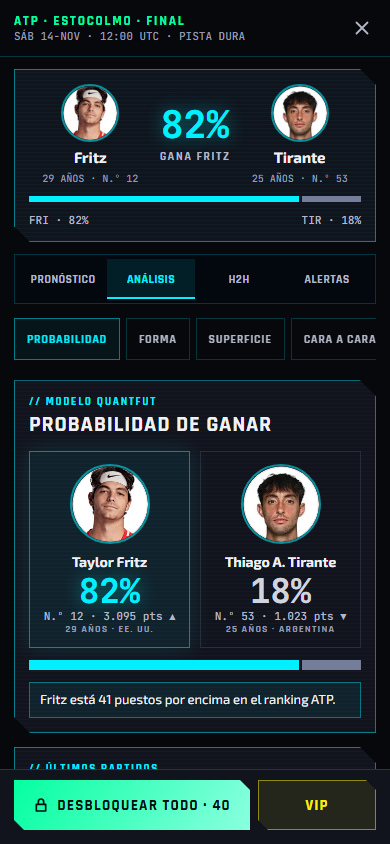 ATP · ESTOCOLMO · FINAL
SÁB 14-NOV · 12:00 UTC · PISTA DURA
82%
GANA FRITZ
Fritz
29 AÑOS · N.º 12
Tirante
25 AÑOS · N.º 53
FRI · 82%
TIR · 18%
PRONÓSTICO
ANÁLISIS
H2H
ALERTAS
PROBABILIDAD
FORMA
SUPERFICIE
CARA A CARA
// MODELO QUANTFUT
PROBABILIDAD DE GANAR
Taylor Fritz
82%
N.º 12 · 3.095 pts ▲
29 AÑOS · EE. UU.
Thiago A. Tirante
18%
N.º 53 · 1.023 pts ▼
25 AÑOS · ARGENTINA
Fritz está 41 puestos por encima en el ranking ATP.
// ÚLTIMOS PARTIDOS
DESBLOQUEAR TODO · 40
VIP